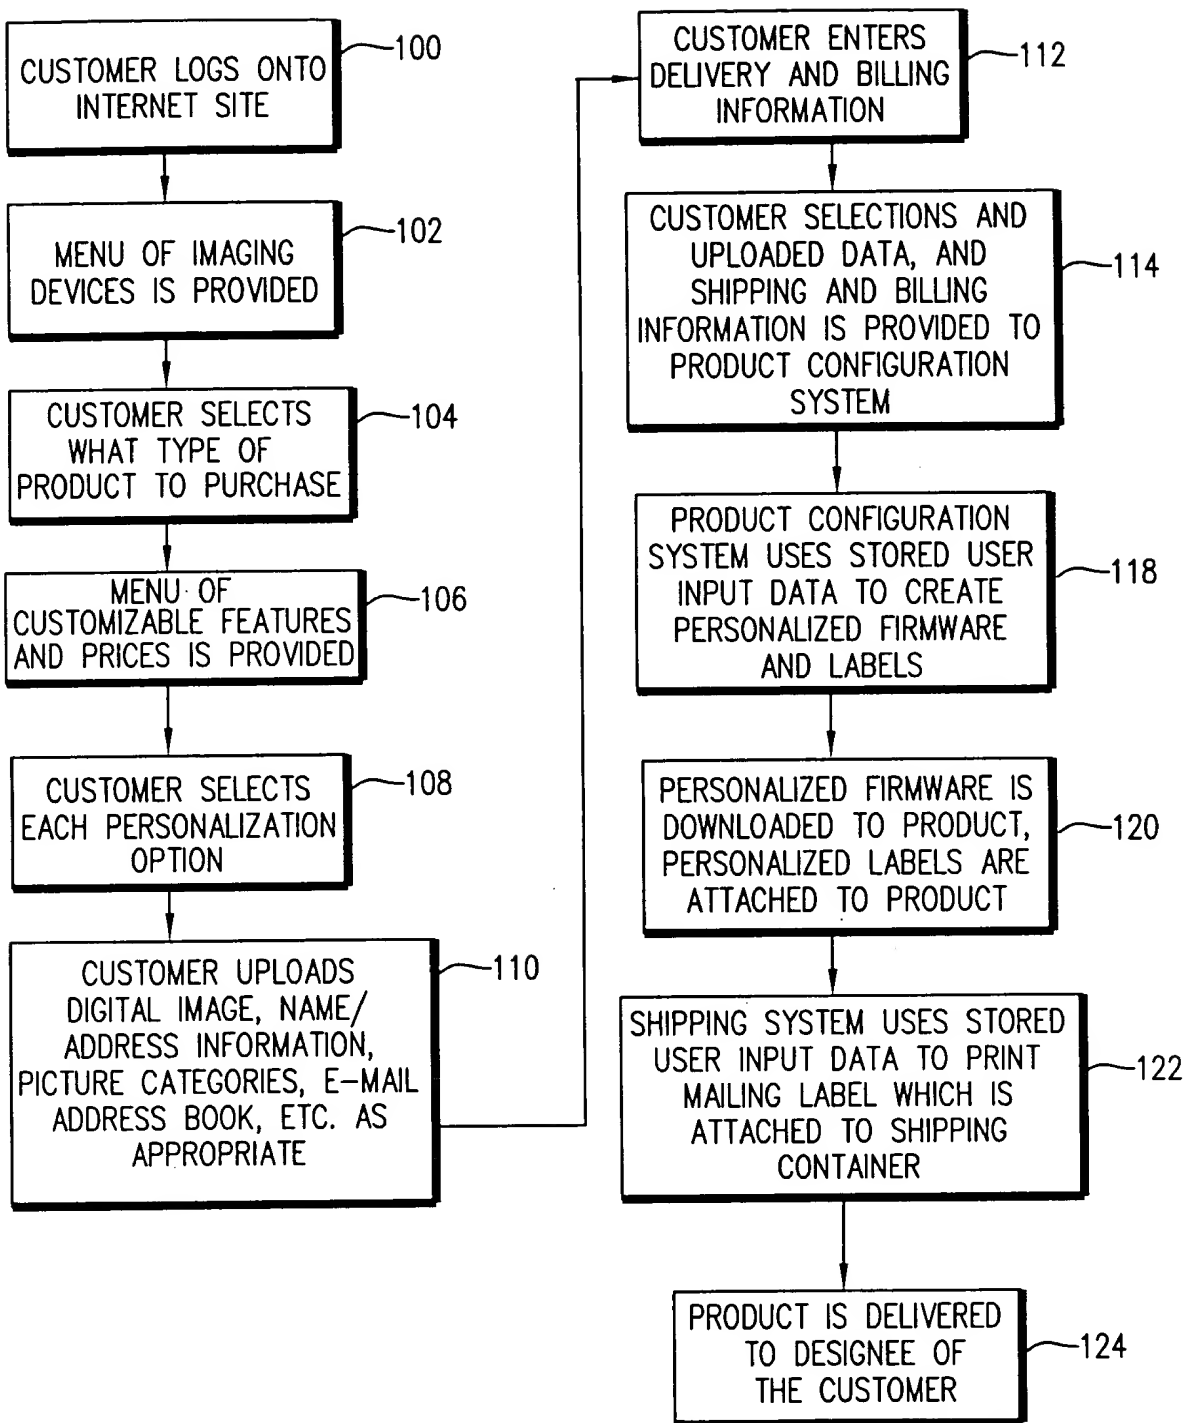 CUSTOMER LOGS ONTO
INTERNET SITE
100
MENU OF IMAGING
DEVICES IS PROVIDED
102
CUSTOMER SELECTS
WHAT TYPE OF
PRODUCT TO PURCHASE
104
MENU OF
CUSTOMIZABLE FEATURES
AND PRICES IS PROVIDED
106
CUSTOMER SELECTS
EACH PERSONALIZATION
OPTION
108
CUSTOMER UPLOADS
DIGITAL IMAGE, NAME/
ADDRESS INFORMATION,
PICTURE CATEGORIES, E-MAIL
ADDRESS BOOK, ETC. AS
APPROPRIATE
110
CUSTOMER ENTERS
DELIVERY AND BILLING
INFORMATION
112
CUSTOMER SELECTIONS AND
UPLOADED DATA, AND
SHIPPING AND BILLING
INFORMATION IS PROVIDED TO
PRODUCT CONFIGURATION
SYSTEM
114
PRODUCT CONFIGURATION
SYSTEM USES STORED USER
INPUT DATA TO CREATE
PERSONALIZED FIRMWARE
AND LABELS
118
PERSONALIZED FIRMWARE IS
DOWNLOADED TO PRODUCT,
PERSONALIZED LABELS ARE
ATTACHED TO PRODUCT
120
SHIPPING SYSTEM USES STORED
USER INPUT DATA TO PRINT
MAILING LABEL WHICH IS
ATTACHED TO SHIPPING
CONTAINER
122
PRODUCT IS DELIVERED
TO DESIGNEE OF
THE CUSTOMER
124